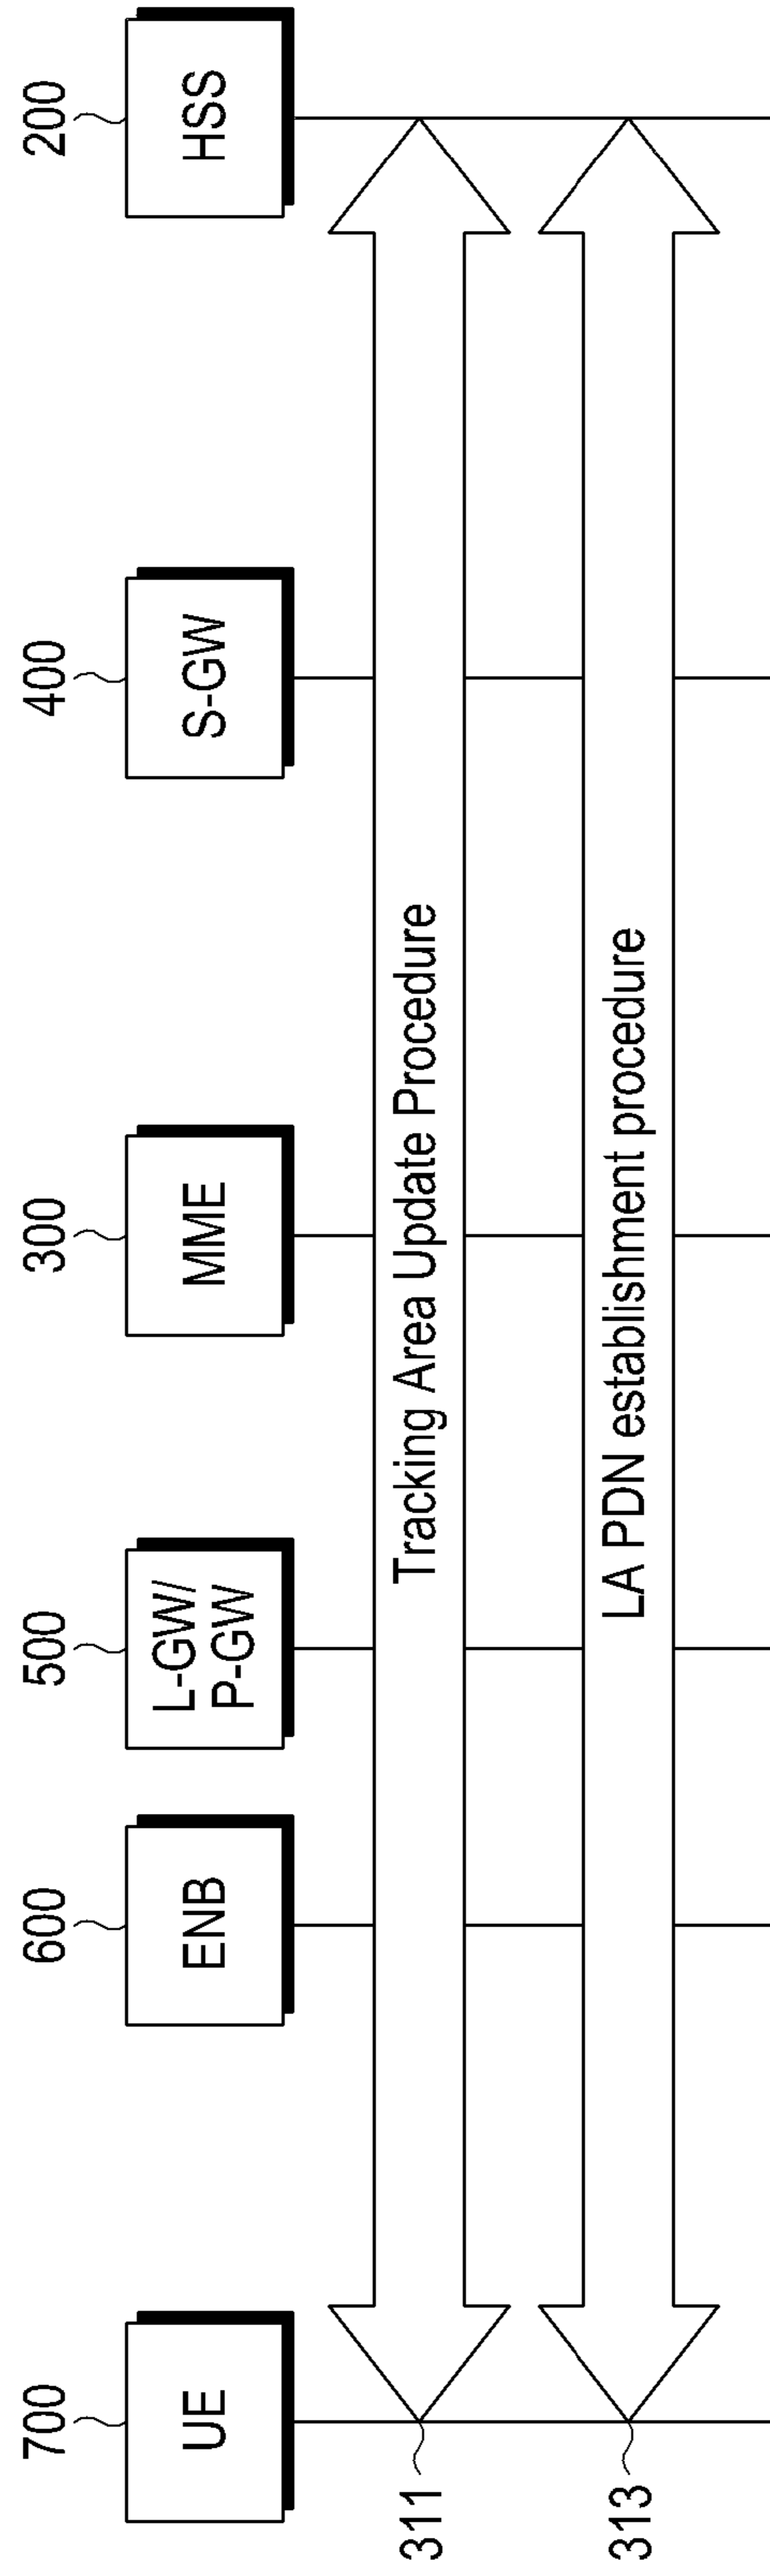 700
600
500
300
400
200
UE
ENB
L-GW/
P-GW
MME
S-GW
HSS
311
Tracking Area Update Procedure
313
LA PDN establishment procedure